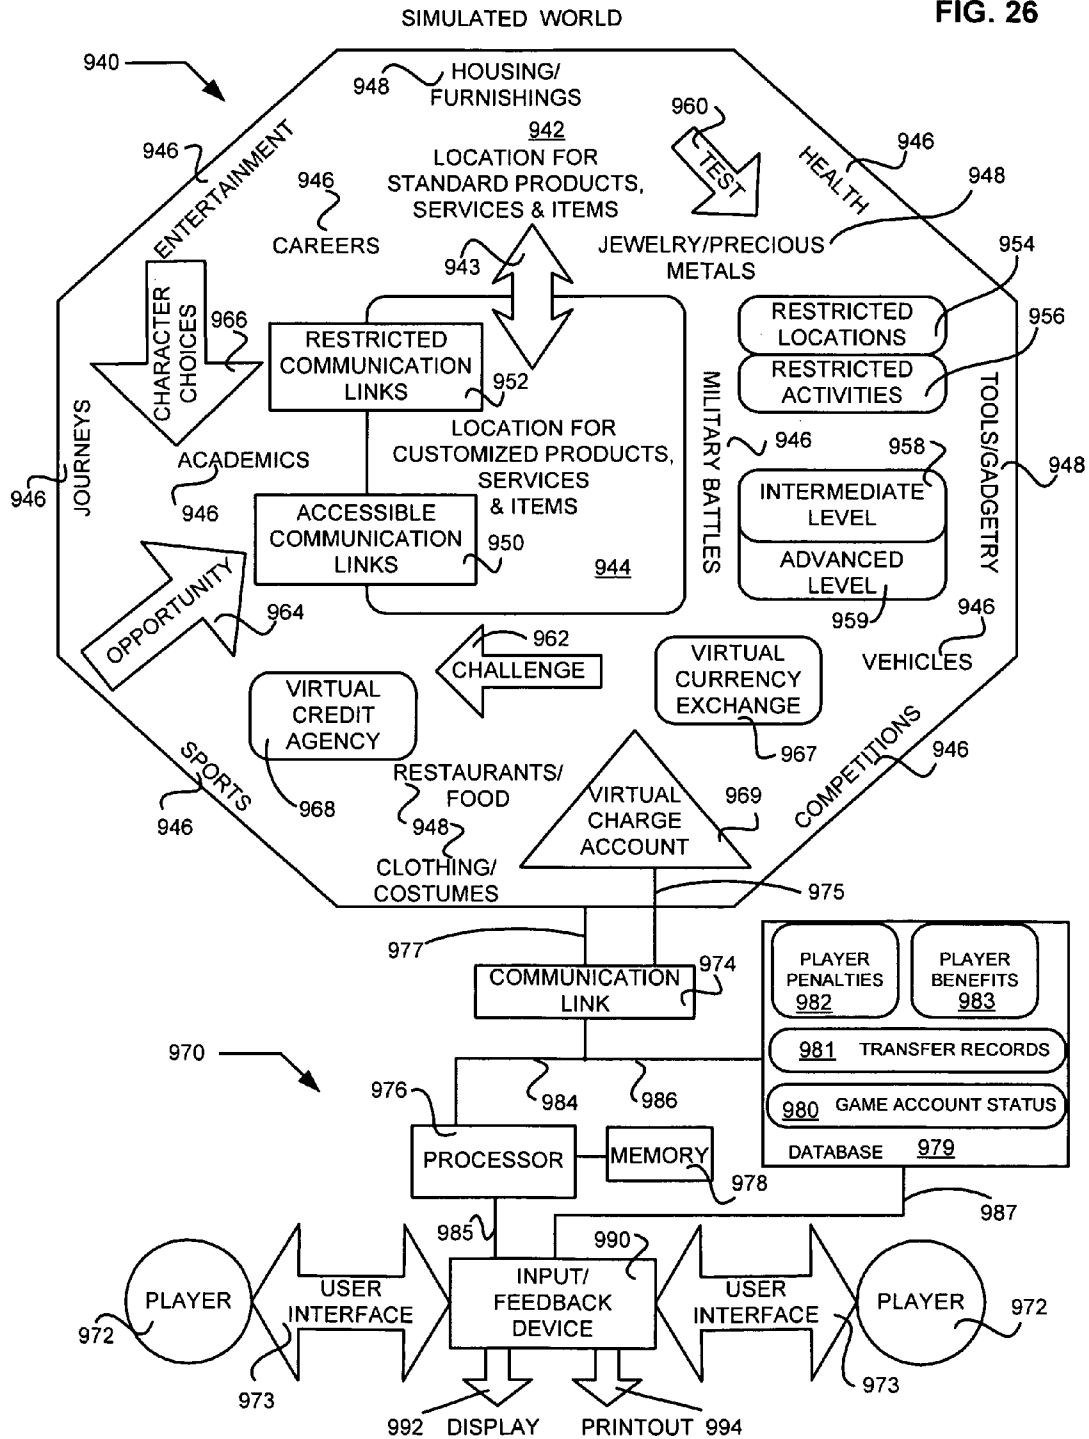 SIMULATED WORLD
FIG. 26
940
948
HOUSING/
FURNISHINGS
960
TEST
946
HEALTH
946
ENTERTAINMENT
946
CAREERS
942
LOCATION FOR
STANDARD PRODUCTS,
SERVICES & ITEMS
943
948
JEWELRY/PRECIOUS
METALS
954
RESTRICTED
LOCATIONS
956
RESTRICTED
ACTIVITIES
CHARACTER
CHOICES
966
RESTRICTED
COMMUNICATION
LINKS
952
LOCATION FOR
CUSTOMIZED PRODUCTS,
SERVICES
& ITEMS
944
MILITARY BATTLES
946
TOOLS/GADGETRY
948
JOURNEYS
946
ACADEMICS
946
ACCESSIBLE
COMMUNICATION
LINKS
950
958
INTERMEDIATE
LEVEL
ADVANCED
LEVEL
959
OPPORTUNITY
964
962
CHALLENGE
946
VEHICLES
VIRTUAL
CURRENCY
EXCHANGE
967
VIRTUAL
CREDIT
AGENCY
968
SPORTS
946
COMPETITIONS
946
RESTAURANTS/
FOOD
948
CLOTHING/
COSTUMES
VIRTUAL
CHARGE
ACCOUNT
969
975
977
COMMUNICATION
LINK
974
PLAYER
PENALTIES
982
PLAYER
BENEFITS
983
981 TRANSFER RECORDS
980 GAME ACCOUNT STATUS
DATABASE 979
970
984
986
976
PROCESSOR
MEMORY
978
985
987
990
INPUT/
FEEDBACK
DEVICE
PLAYER
972
USER
INTERFACE
973
USER
INTERFACE
973
PLAYER
972
992 DISPLAY
PRINTOUT 994